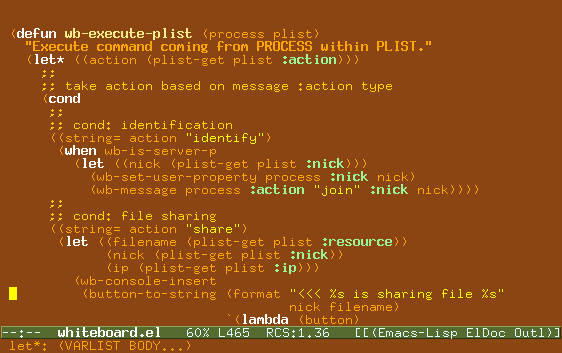 (defun wb-execute-plist (process plist)
"Execute command coming from PROCESS within PLIST."
(let* ((action (plist-get plist :action)))
;;
;; take action based on message :action type
(cond
;;
;; cond: identification
((string= action "identify")
(when wb-is-server-p
(let ((nick (plist-get plist :nick)))
(wb-set-user-property process :nick nick)
(wb-message process :action "join" :nick nick))))
;;
;; cond: file sharing
((string= action "share")
(let ((filename (plist-get plist :resource))
(nick (plist-get plist :nick))
(ip (plist-get plist :ip)))
(wb-console-insert
(button-to-string (format "<<< %s is sharing file %s"
nick filename)
`(lambda (button)
--:-- whiteboard.el 60% L465 RCS:1.36 [[(Emacs-Lisp ElDoc Outl)]
let*: (VARLIST BODY...)